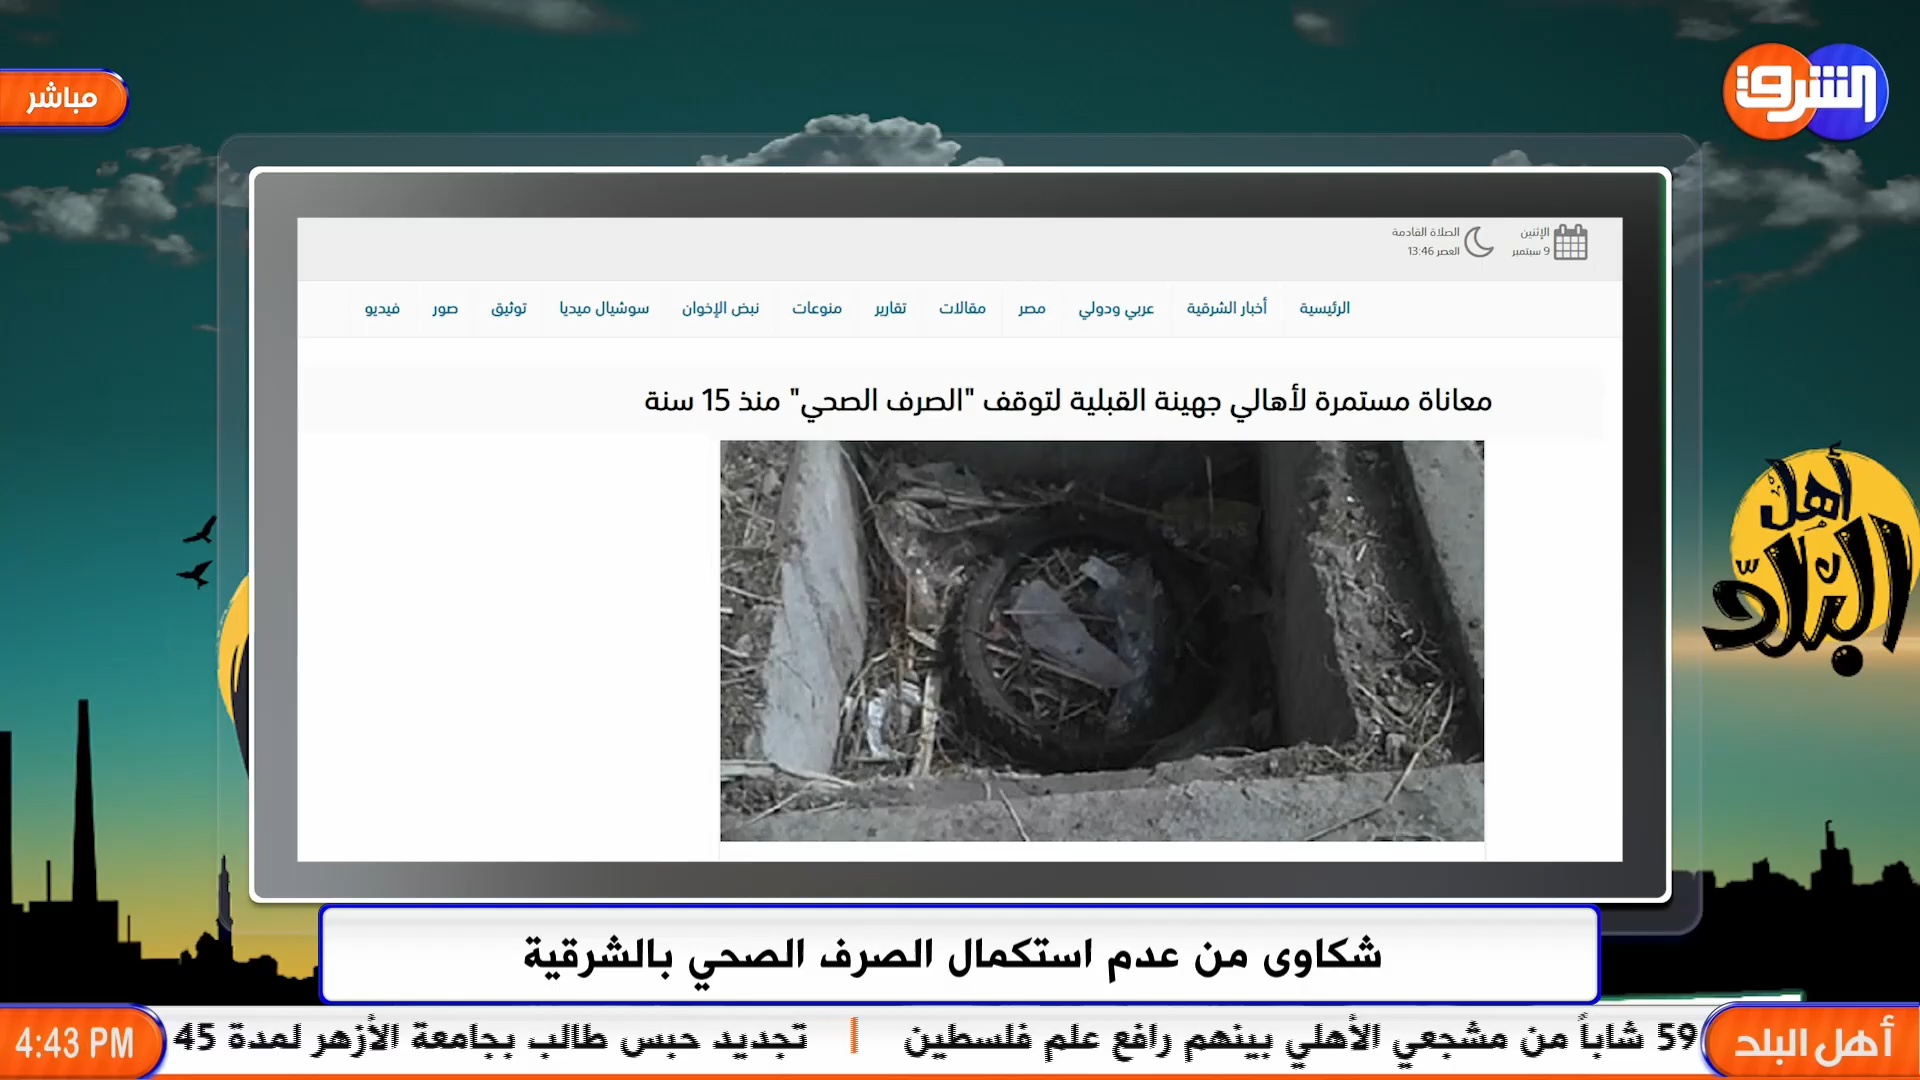 مباشر
الشرق
الإثنين
9 سبتمبر
الصلاة القادمة
العصر 13:46
الرئيسية أخبار الشرقية عربي ودولي مصر مقالات تقارير منوعات نبض الإخوان سوشيال ميديا توثيق صور فيديو
معاناة مستمرة لأهالي جهينة القبلية لتوقف "الصرف الصحي" منذ 15 سنة
أهل
البلد
شكاوى من عدم استكمال الصرف الصحي بالشرقية
أهل البلد
59 شاباً من مشجعي الأهلي بينهم رافع علم فلسطين | تجديد حبس طالب بجامعة الأزهر لمدة 45
4:43 PM